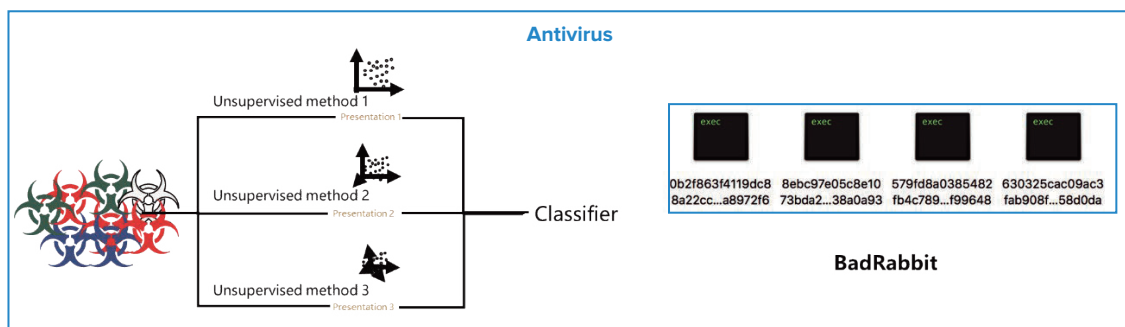 Antivirus
Unsupervised method 1
Presentation 1
Unsupervised method 2
Presentation 2
Unsupervised method 3
Presentation 3
Classifier
exec exec exec exec
0b2f863f4119dc8 8ebc97e05c8e10 579fd8a0385482 630325cac09ac3
8a22cc...a8972f6 73bda2...38a0a93 fb4c789...f99648 fab908f...58d0da
BadRabbit